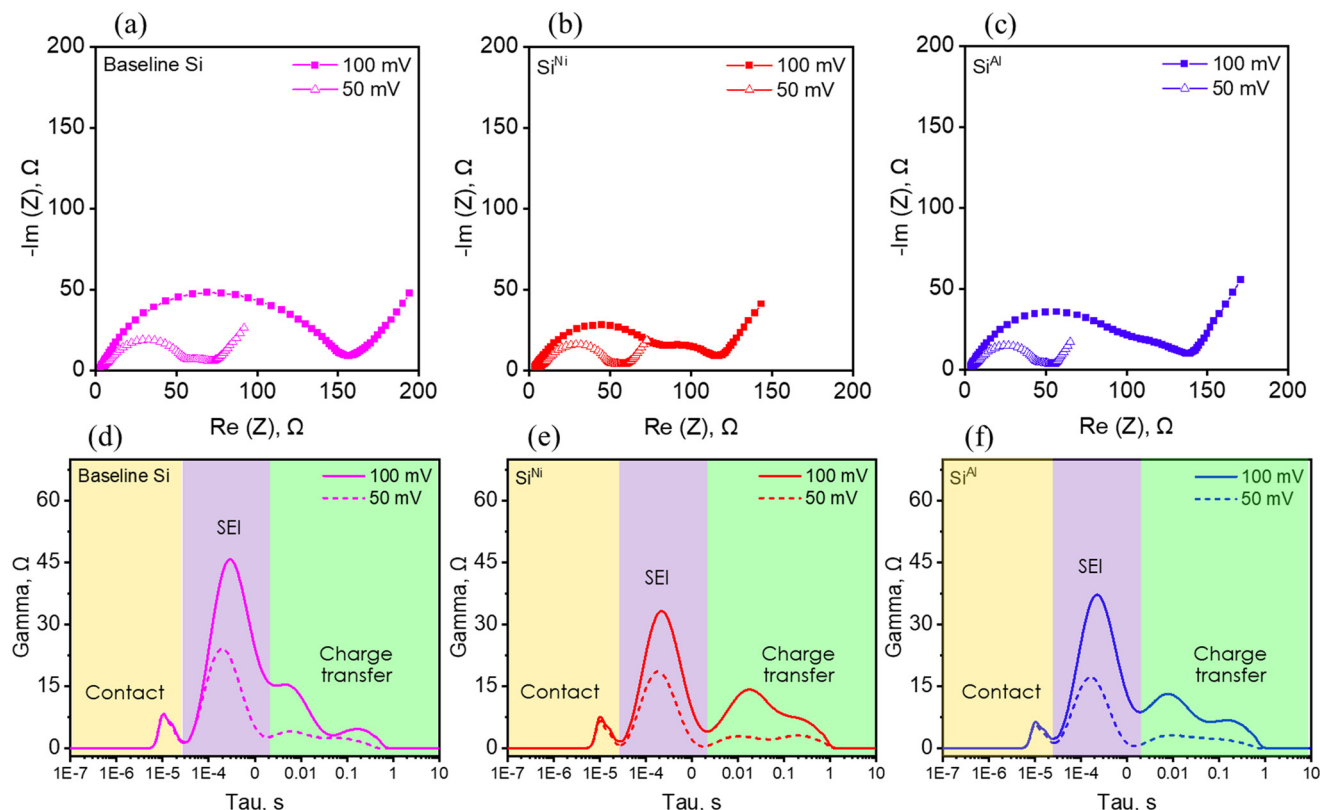 (a)
(b)
(c)
200
150
100
50
0
-Im (Z), Ω
Baseline Si
100 mV
50 mV
0 50 100 150 200
Re (Z), Ω
200
150
100
50
0
-Im (Z), Ω
Si^Ni
100 mV
50 mV
0 50 100 150 200
Re (Z), Ω
200
150
100
50
0
-Im (Z), Ω
Si^Al
100 mV
50 mV
0 50 100 150 200
Re (Z), Ω
(d)
(e)
(f)
60
45
30
15
0
Gamma, Ω
Baseline Si
100 mV
50 mV
SEI
Contact
Charge
transfer
1E-7 1E-6 1E-5 1E-4 0 0.01 0.1 1 10
Tau, s
60
45
30
15
0
Gamma, Ω
Si^Ni
100 mV
50 mV
SEI
Contact
Charge
transfer
1E-7 1E-6 1E-5 1E-4 0 0.01 0.1 1 10
Tau, s
60
45
30
15
0
Gamma, Ω
Si^Al
100 mV
50 mV
SEI
Contact
Charge
transfer
1E-7 1E-6 1E-5 1E-4 0 0.01 0.1 1 10
Tau, s